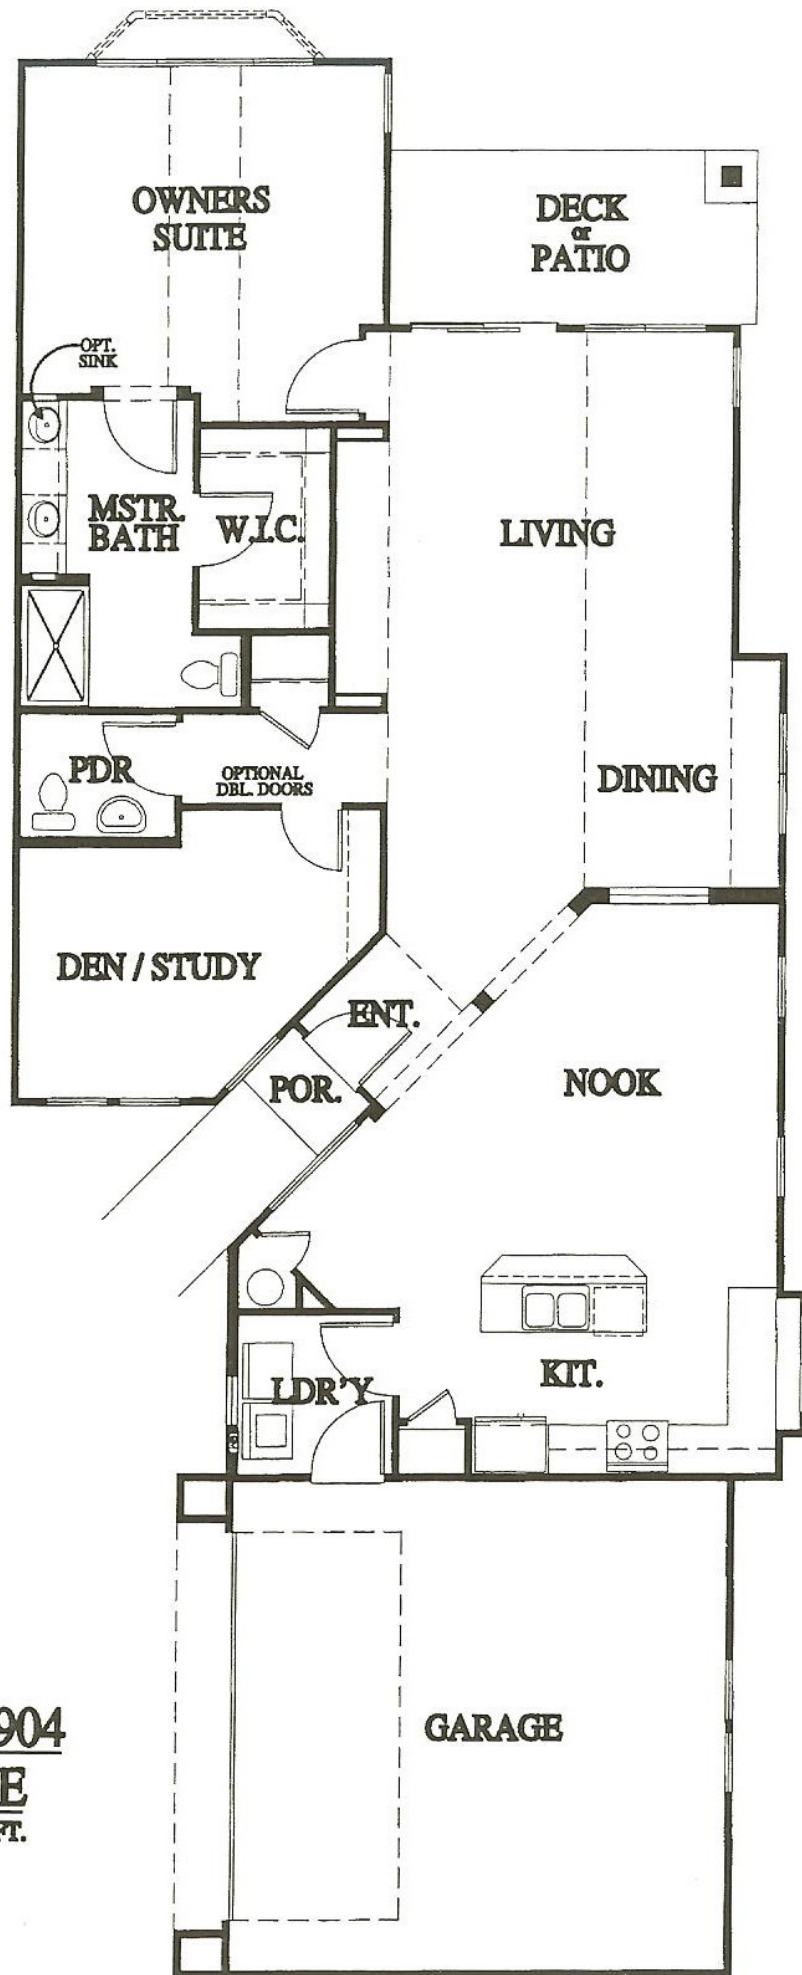 OWNERS
SUITE
DECK
or
PATIO
OPT.
SINK
MSTR.
BATH
W.I.C.
LIVING
PDR
OPTIONAL
DBL. DOORS
DINING
DEN / STUDY
ENT.
POR.
NOOK
LDR'Y
KIT.
GARAGE
904
E
FT.